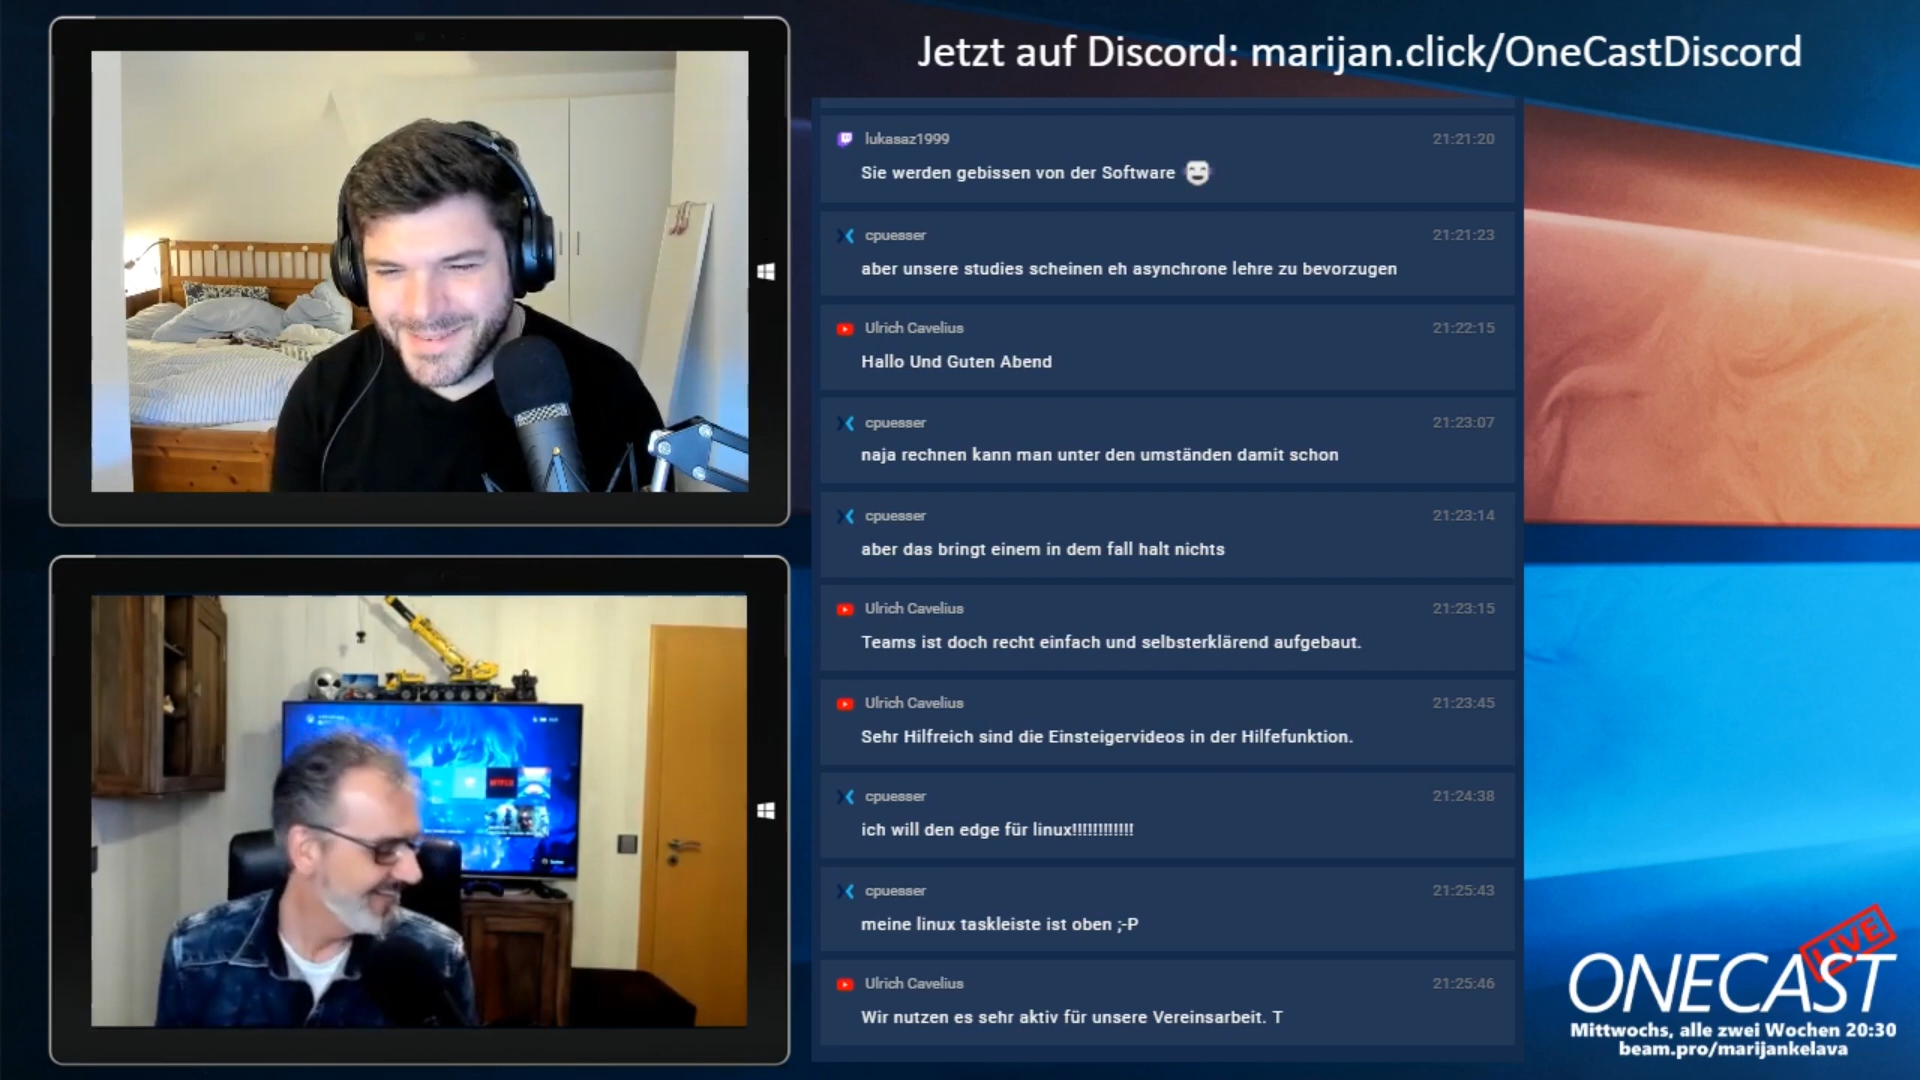 Jetzt auf Discord: marijan.click/OneCastDiscord
lukasaz1999 21:21:20
Sie werden gebissen von der Software
cpuesser 21:21:23
aber unsere studies scheinen eh asynchrone lehre zu bevorzugen
Ulrich Cavelius 21:22:15
Hallo Und Guten Abend
cpuesser 21:23:07
naja rechnen kann man unter den umständen damit schon
cpuesser 21:23:14
aber das bringt einem in dem fall halt nichts
Ulrich Cavelius 21:23:15
Teams ist doch recht einfach und selbsterklärend aufgebaut.
Ulrich Cavelius 21:23:45
Sehr Hilfreich sind die Einsteigervideos in der Hilfefunktion.
cpuesser 21:24:38
ich will den edge für linux!!!!!!!!!!!!
cpuesser 21:25:43
meine linux taskleiste ist oben ;-P
Ulrich Cavelius 21:25:46
Wir nutzen es sehr aktiv für unsere Vereinsarbeit. T
NETFLIX
LIVE
ONECAST
Mittwochs, alle zwei Wochen 20:30
beam.pro/marijankelava